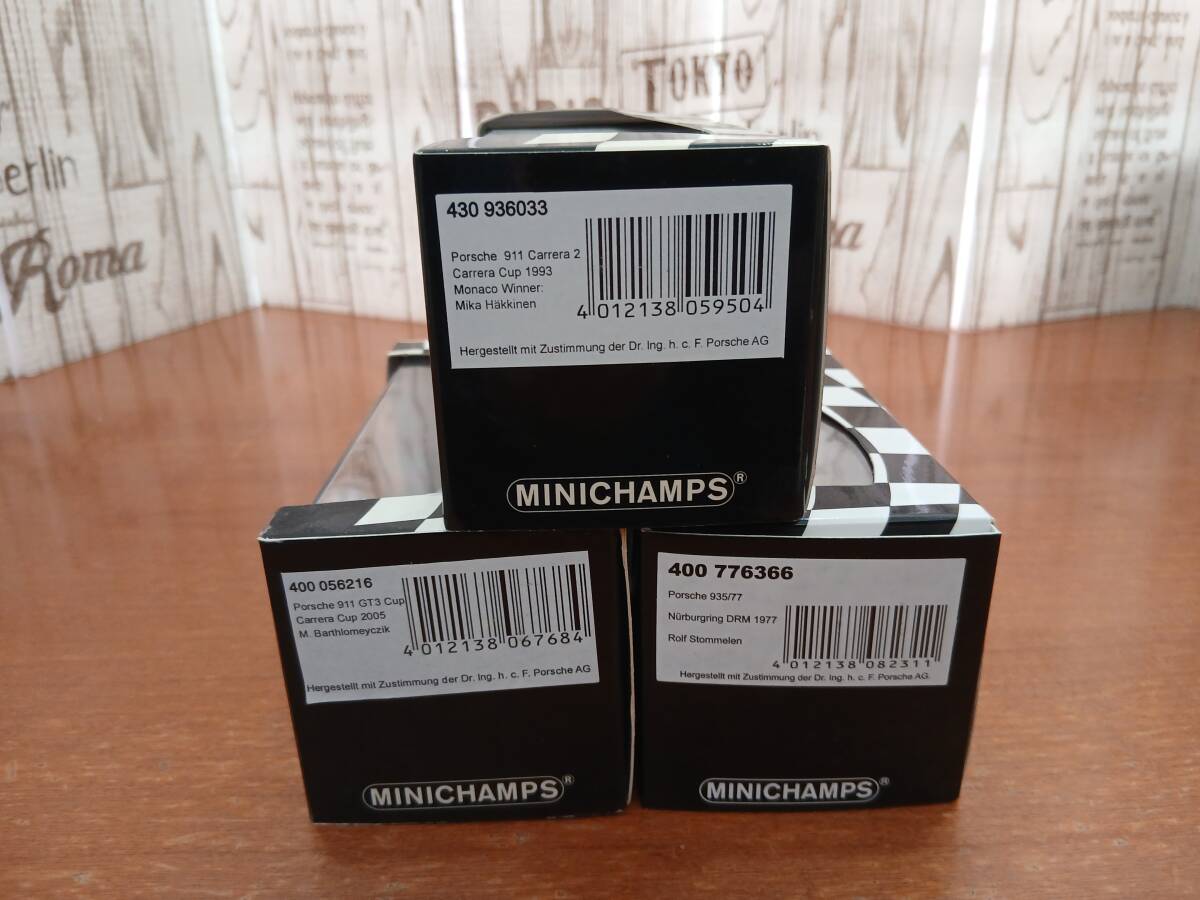 TOKYO
erlin
Roma
430 936033
Porsche 911 Carrera 2
Carrera Cup 1993
Monaco Winner:
Mika Häkkinen
4 012138 059504
Hergestellt mit Zustimmung der Dr. Ing. h. c. F. Porsche AG
MINICHAMPS®
400 056216
Porsche 911 GT3 Cup
Carrera Cup 2005
M. Barthlomeyczik
4 012138 067684
Hergestellt mit Zustimmung der Dr. Ing. h. c. F. Porsche AG
MINICHAMPS®
400 776366
Porsche 935/77
Nürburgring DRM 1977
Rolf Stommelen
4 012138 082311
Hergestellt mit Zustimmung der Dr. Ing. h. c. F. Porsche AG.
MINICHAMPS®